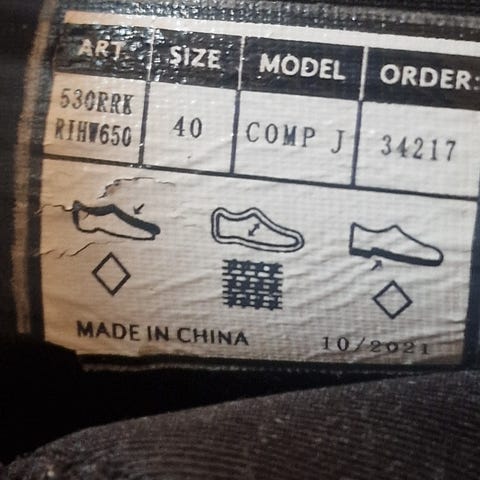 ART SIZE MODEL ORDER:
530RRK
RIHW650 40 COMP J 34217
MADE IN CHINA 10/2021